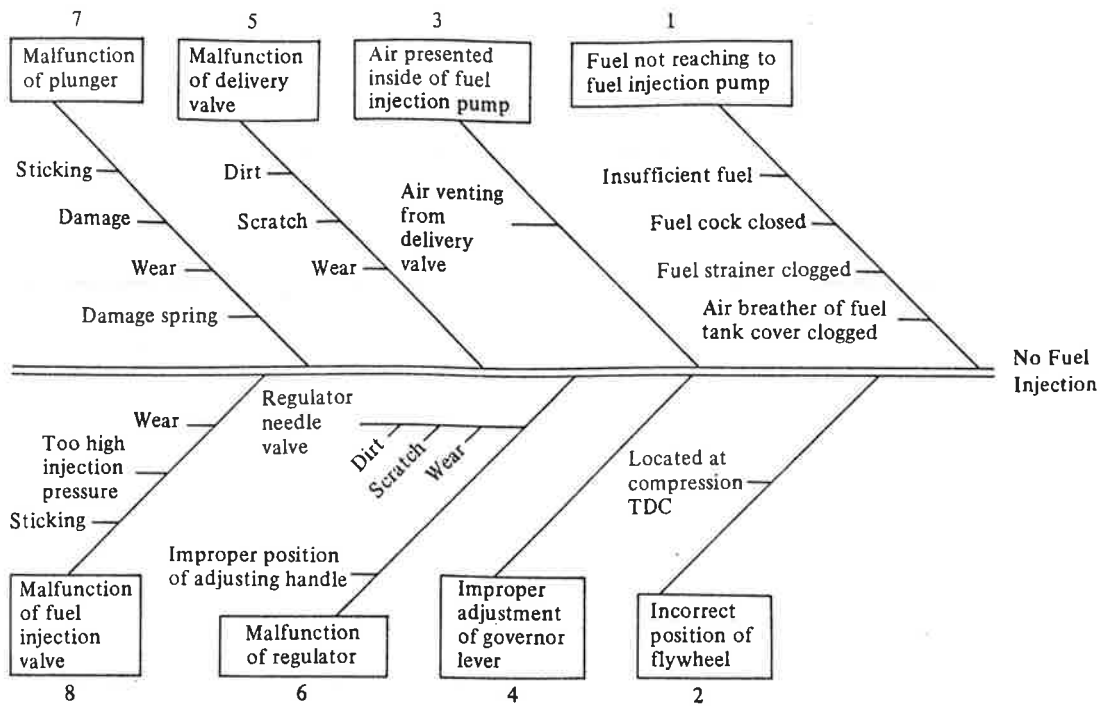 7
5
3
1
Malfunction
of plunger
Malfunction
of delivery
valve
Air presented
inside of fuel
injection pump
Fuel not reaching to
fuel injection pump
Sticking
Damage
Wear
Damage spring
Dirt
Scratch
Wear
Air venting
from
delivery
valve
Insufficient fuel
Fuel cock closed
Fuel strainer clogged
Air breather of fuel
tank cover clogged
No Fuel
Injection
Wear
Too high
injection
pressure
Sticking
Regulator
needle
valve
Dirt
Scratch
Wear
Improper position
of adjusting handle
Located at
compression
TDC
Malfunction
of fuel
injection
valve
Malfunction
of regulator
Improper
adjustment
of governor
lever
Incorrect
position of
flywheel
8
6
4
2